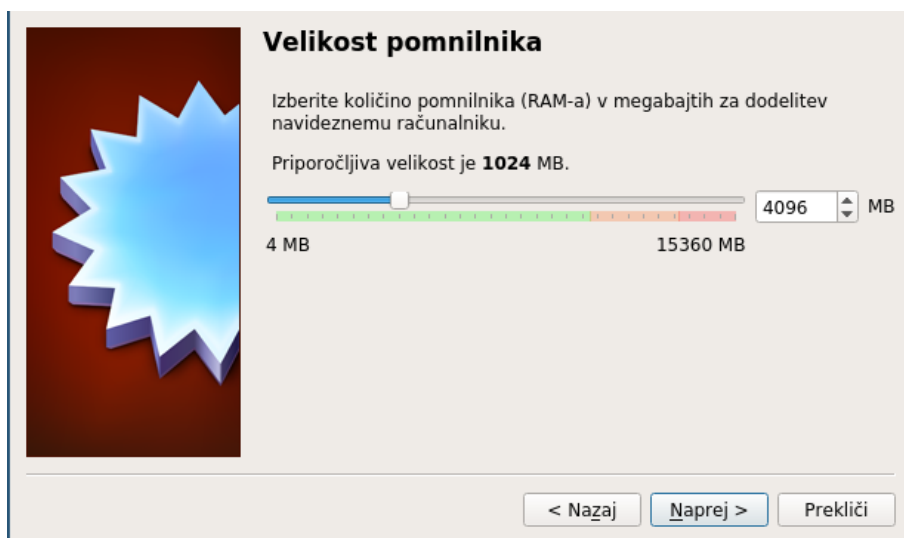 Velikost pomnilnika
Izberite količino pomnilnika (RAM-a) v megabajtih za dodelitev
navideznemu računalniku.
Priporočljiva velikost je 1024 MB.
4096 MB
4 MB 15360 MB
< Nazaj Naprej > Prekliči